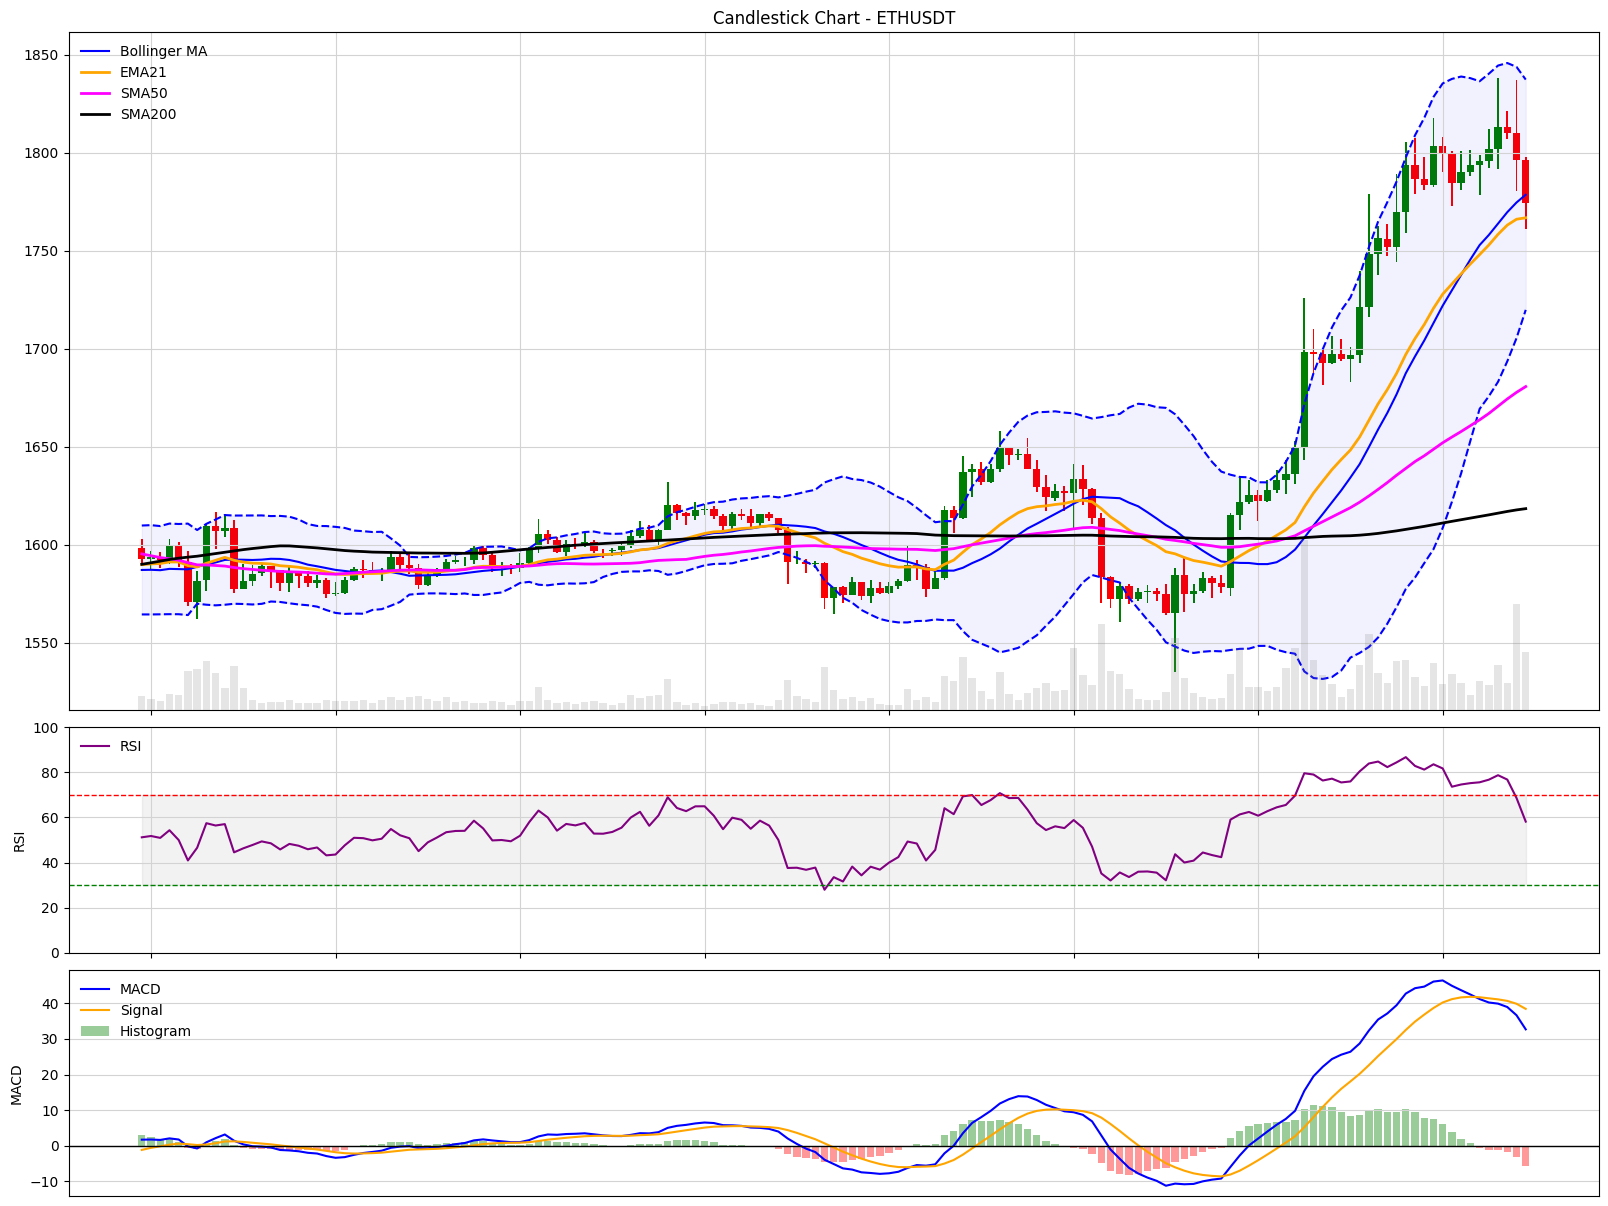 Candlestick Chart - ETHUSDT
1850
1800
1750
1700
1650
1600
1550
Bollinger MA
EMA21
SMA50
SMA200
100
80
60
40
20
0
RSI
RSI
40
30
20
10
0
−10
MACD
MACD
Signal
Histogram